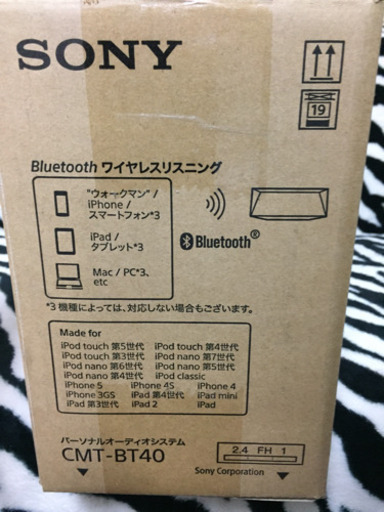 SONY
19
Bluetooth ワイヤレスリスニング
"ウォークマン" /
iPhone /
スマートフォン*3
iPad /
タブレット*3
Mac / PC*3、
etc
Bluetooth®
*3 機種によっては、対応しない場合もございます。
Made for
iPod touch 第5世代 iPod touch 第4世代
iPod touch 第3世代 iPod nano 第7世代
iPod nano 第6世代 iPod nano 第5世代
iPod nano 第4世代 iPod classic
iPhone 5 iPhone 4S iPhone 4
iPhone 3GS iPad 第4世代 iPad mini
iPad 第3世代 iPad 2 iPad
パーソナルオーディオシステム
CMT-BT40
2.4 FH 1
Sony Corporation